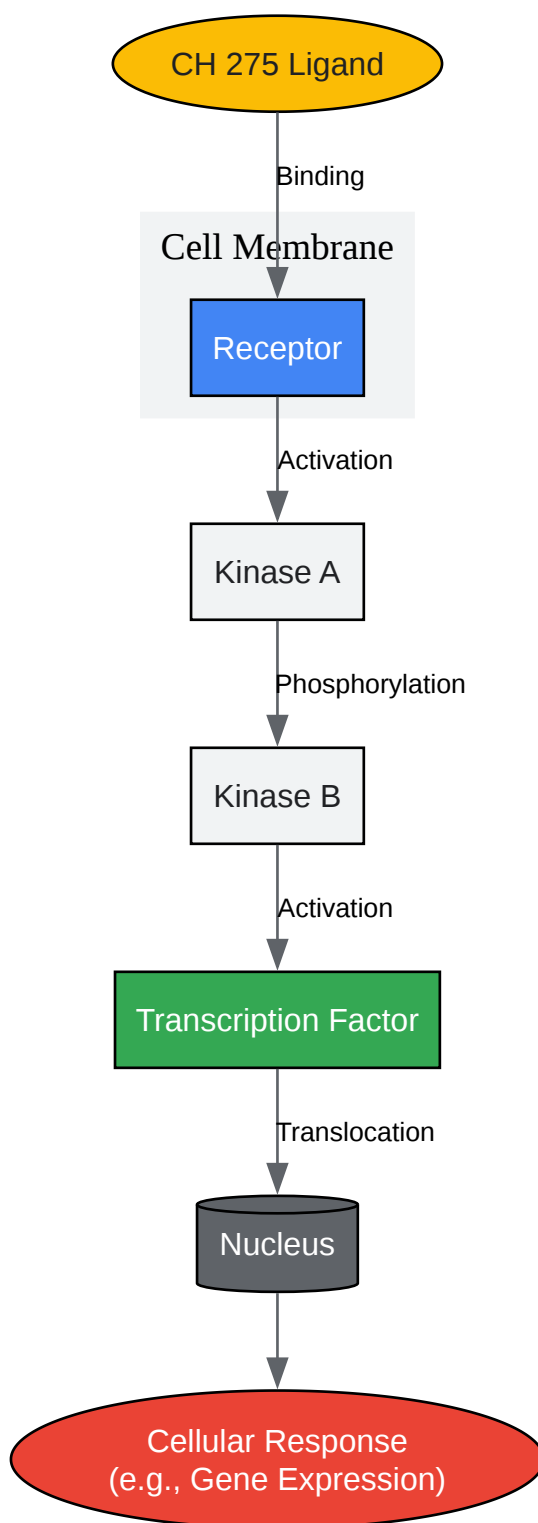 CH 275 Ligand
Binding
Cell Membrane
Receptor
Activation
Kinase A
Phosphorylation
Kinase B
Activation
Transcription Factor
Translocation
Nucleus
Cellular Response
(e.g., Gene Expression)